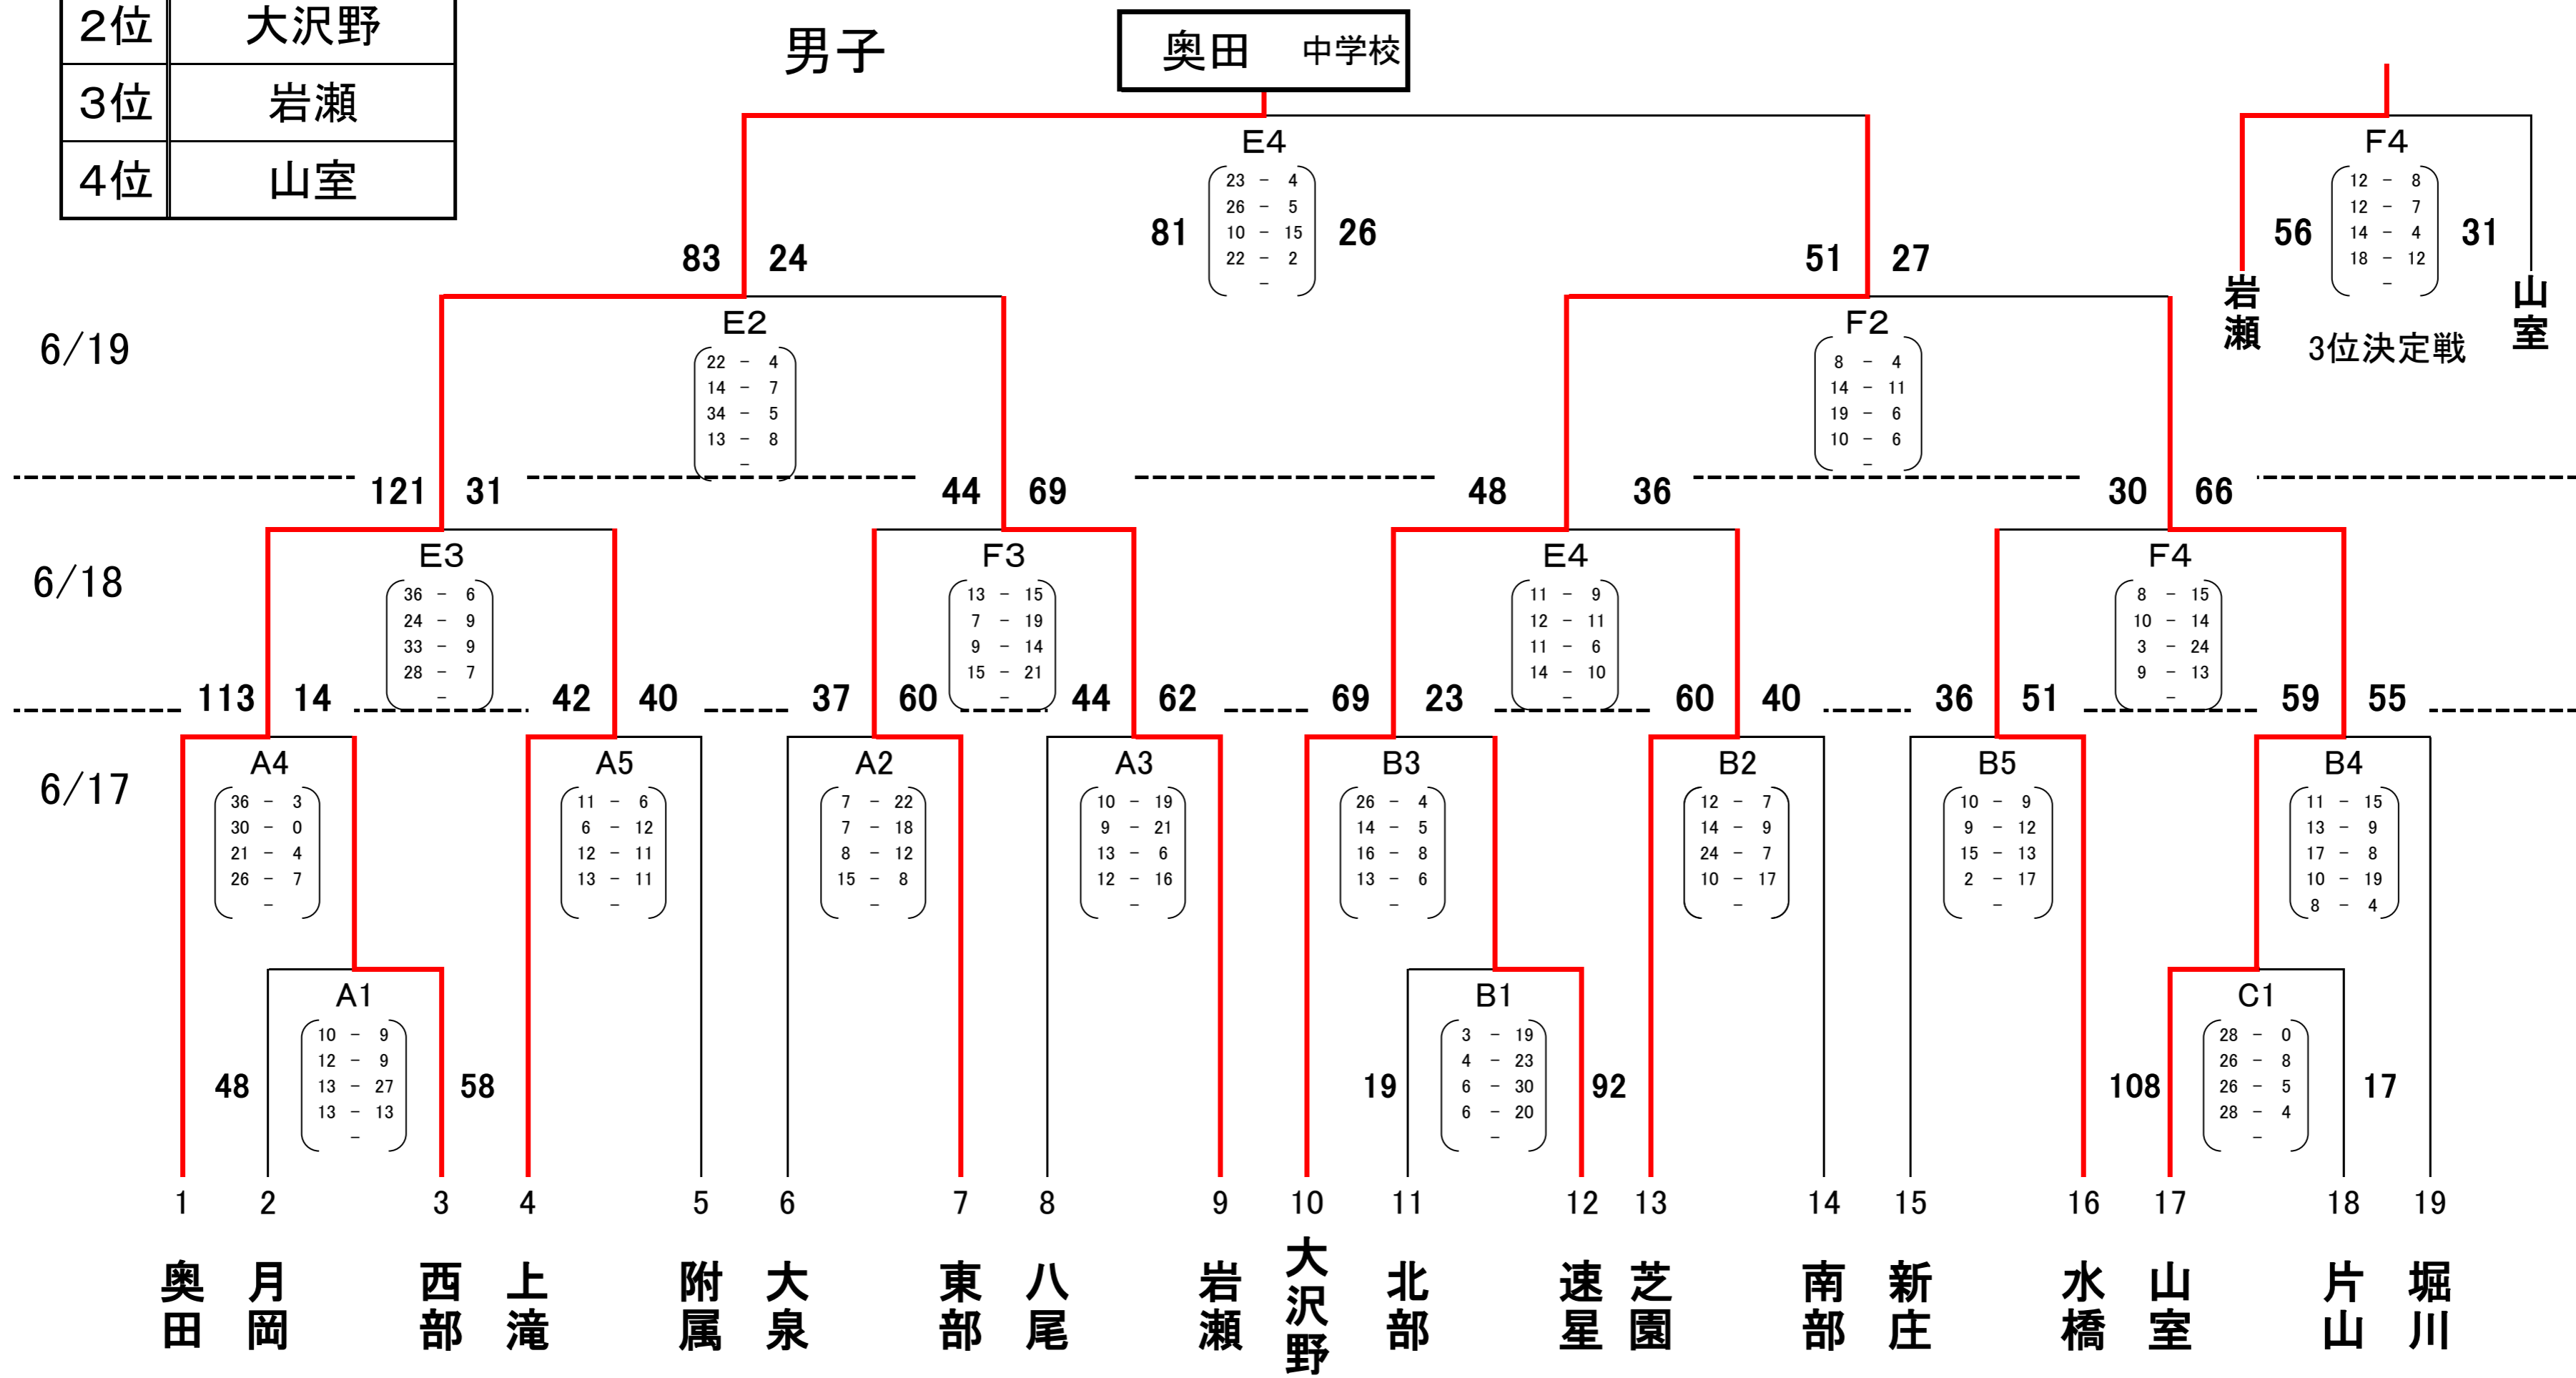 2位 大沢野
3位 岩瀬
4位 山室
男子
奥田 中学校
E4
23 - 4
26 - 5
10 - 15
22 - 2
-
81 26
F4
12 - 8
12 - 7
14 - 4
18 - 12
-
56 31
岩瀬
山室
3位決定戦
6/19
83 24
E2
22 - 4
14 - 7
34 - 5
13 - 8
-
51 27
F2
8 - 4
14 - 11
19 - 6
10 - 6
-
6/18
121 31
E3
36 - 6
24 - 9
33 - 9
28 - 7
-
44 69
F3
13 - 15
7 - 19
9 - 14
15 - 21
-
48 36
E4
11 - 9
12 - 11
11 - 6
14 - 10
-
30 66
F4
8 - 15
10 - 14
3 - 24
9 - 13
-
6/17
113 14
A4
36 - 3
30 - 0
21 - 4
26 - 7
-
42 40
A5
11 - 6
6 - 12
12 - 11
13 - 11
-
37 60
A2
7 - 22
7 - 18
8 - 12
15 - 8
-
44 62
A3
10 - 19
9 - 21
13 - 6
12 - 16
-
69 23
B3
26 - 4
14 - 5
16 - 8
13 - 6
-
60 40
B2
12 - 7
14 - 9
24 - 7
10 - 17
-
36 51
B5
10 - 9
9 - 12
15 - 13
2 - 17
-
59 55
B4
11 - 15
13 - 9
17 - 8
10 - 19
8 - 4
48 58
A1
10 - 9
12 - 9
13 - 27
13 - 13
-
19 92
B1
3 - 19
4 - 23
6 - 30
6 - 20
-
108 17
C1
28 - 0
26 - 8
26 - 5
28 - 4
-
1 2 3 4 5 6 7 8 9 10 11 12 13 14 15 16 17 18 19
奥田
月岡
西部
上滝
附属
大泉
東部
八尾
岩瀬
大沢野
北部
速星
芝園
南部
新庄
水橋
山室
片山
堀川